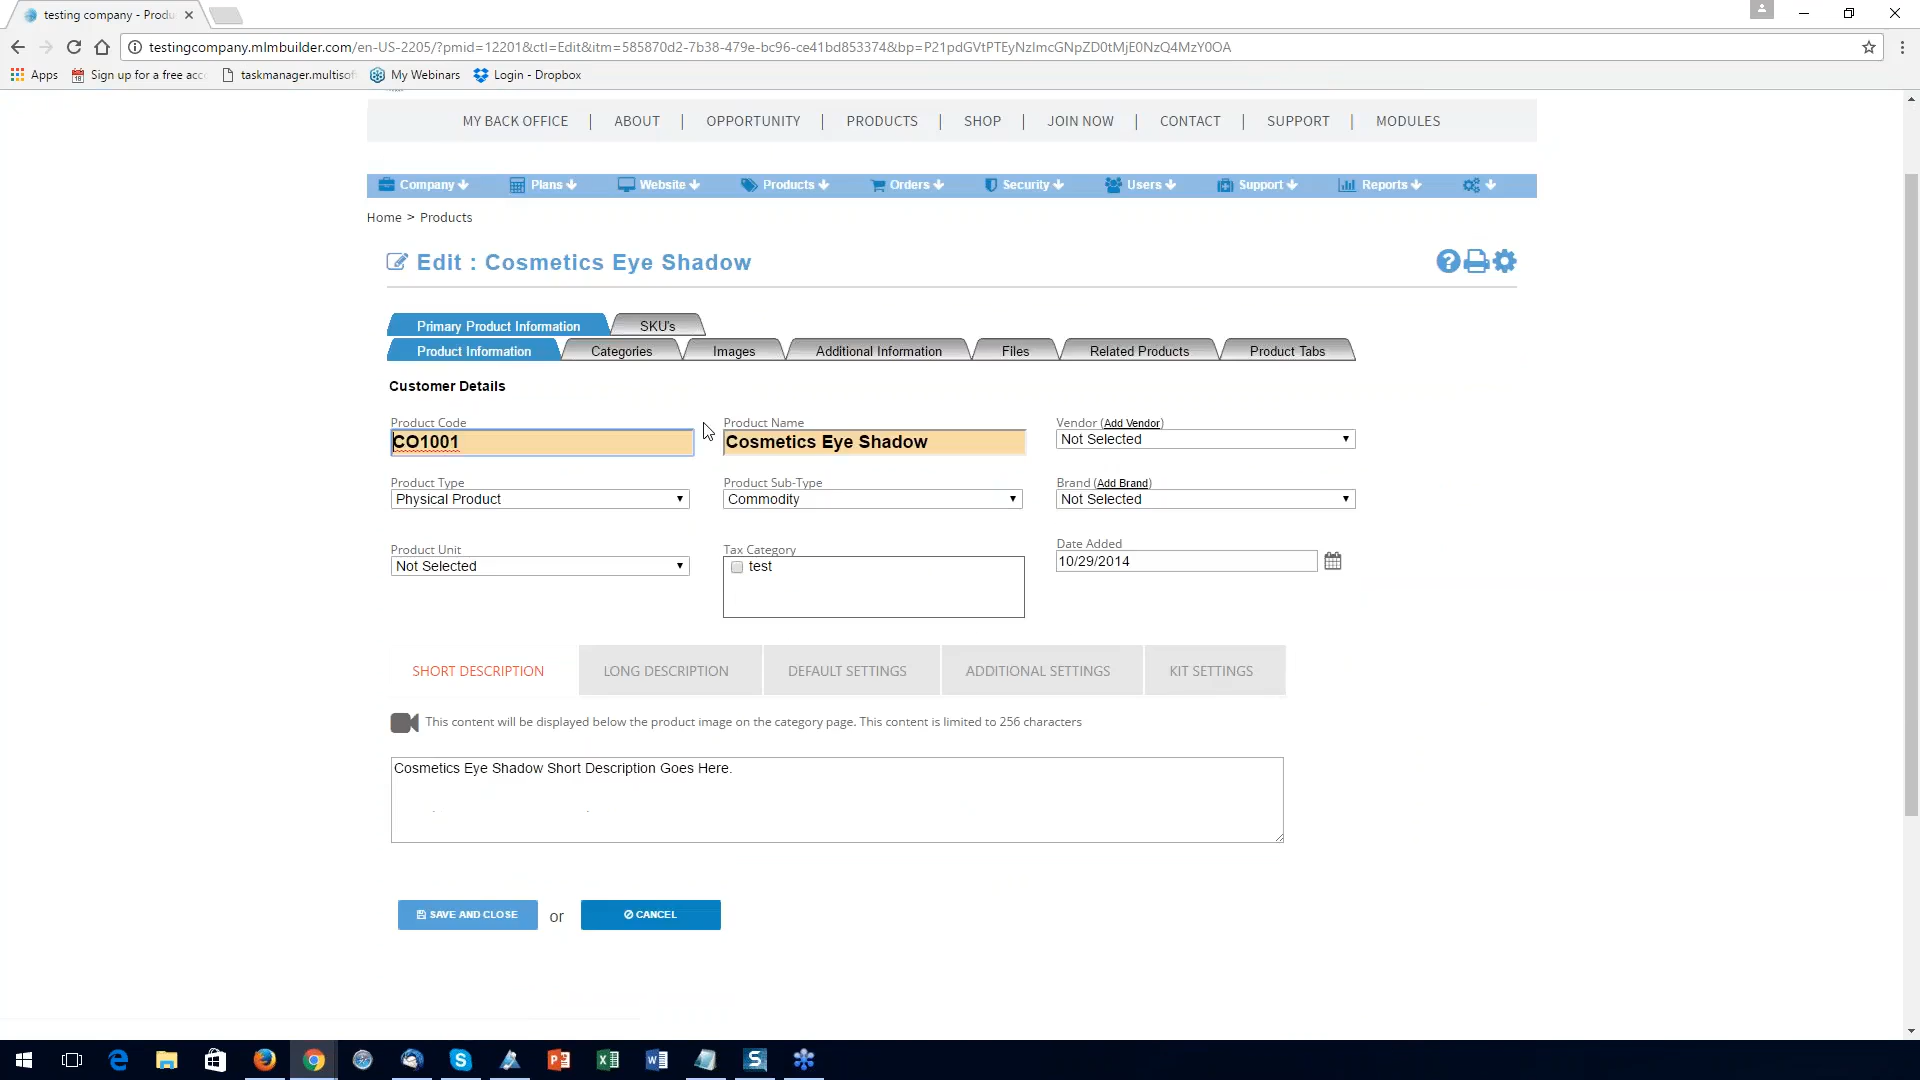 testing company - Produ
testingcompany.mlmbuilder.com/en-US-2205/?pmid=12201&ctl=Edit&itm=585870d2-7b38-479e-bc96-ce41bd853374&bp=P21pdGVtPTEyNzImcGNpZD0tMjE0NzQ4MzY0OA
Apps Sign up for a free acc taskmanager.multisof My Webinars Login - Dropbox
MY BACK OFFICE | ABOUT | OPPORTUNITY | PRODUCTS | SHOP | JOIN NOW | CONTACT | SUPPORT | MODULES
Company Plans Website Products Orders Security Users Support Reports
Home > Products
Edit : Cosmetics Eye Shadow
Primary Product Information SKU's
Product Information Categories Images Additional Information Files Related Products Product Tabs
Customer Details
Product Code Product Name Vendor (Add Vendor)
CO1001 Cosmetics Eye Shadow Not Selected
Product Type Product Sub-Type Brand (Add Brand)
Physical Product Commodity Not Selected
Product Unit Tax Category Date Added
Not Selected test 10/29/2014
SHORT DESCRIPTION LONG DESCRIPTION DEFAULT SETTINGS ADDITIONAL SETTINGS KIT SETTINGS
This content will be displayed below the product image on the category page. This content is limited to 256 characters
Cosmetics Eye Shadow Short Description Goes Here.
SAVE AND CLOSE or CANCEL